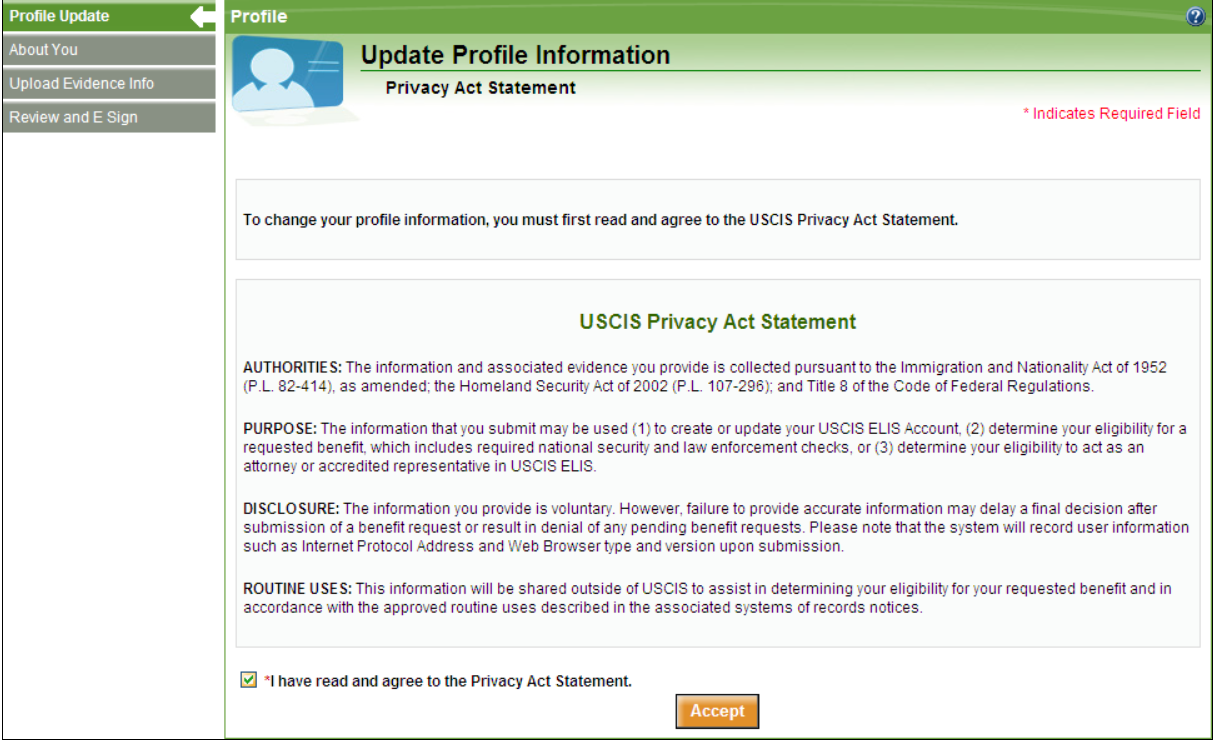 Profile Update
About You
Upload Evidence Info
Review and E Sign
Profile
?
Update Profile Information
Privacy Act Statement
* Indicates Required Field
To change your profile information, you must first read and agree to the USCIS Privacy Act Statement.
USCIS Privacy Act Statement
AUTHORITIES: The information and associated evidence you provide is collected pursuant to the Immigration and Nationality Act of 1952
(P.L. 82-414), as amended; the Homeland Security Act of 2002 (P.L. 107-296); and Title 8 of the Code of Federal Regulations.
PURPOSE: The information that you submit may be used (1) to create or update your USCIS ELIS Account, (2) determine your eligibility for a
requested benefit, which includes required national security and law enforcement checks, or (3) determine your eligibility to act as an
attorney or accredited representative in USCIS ELIS.
DISCLOSURE: The information you provide is voluntary. However, failure to provide accurate information may delay a final decision after
submission of a benefit request or result in denial of any pending benefit requests. Please note that the system will record user information
such as Internet Protocol Address and Web Browser type and version upon submission.
ROUTINE USES: This information will be shared outside of USCIS to assist in determining your eligibility for your requested benefit and in
accordance with the approved routine uses described in the associated systems of records notices.
*I have read and agree to the Privacy Act Statement.
Accept